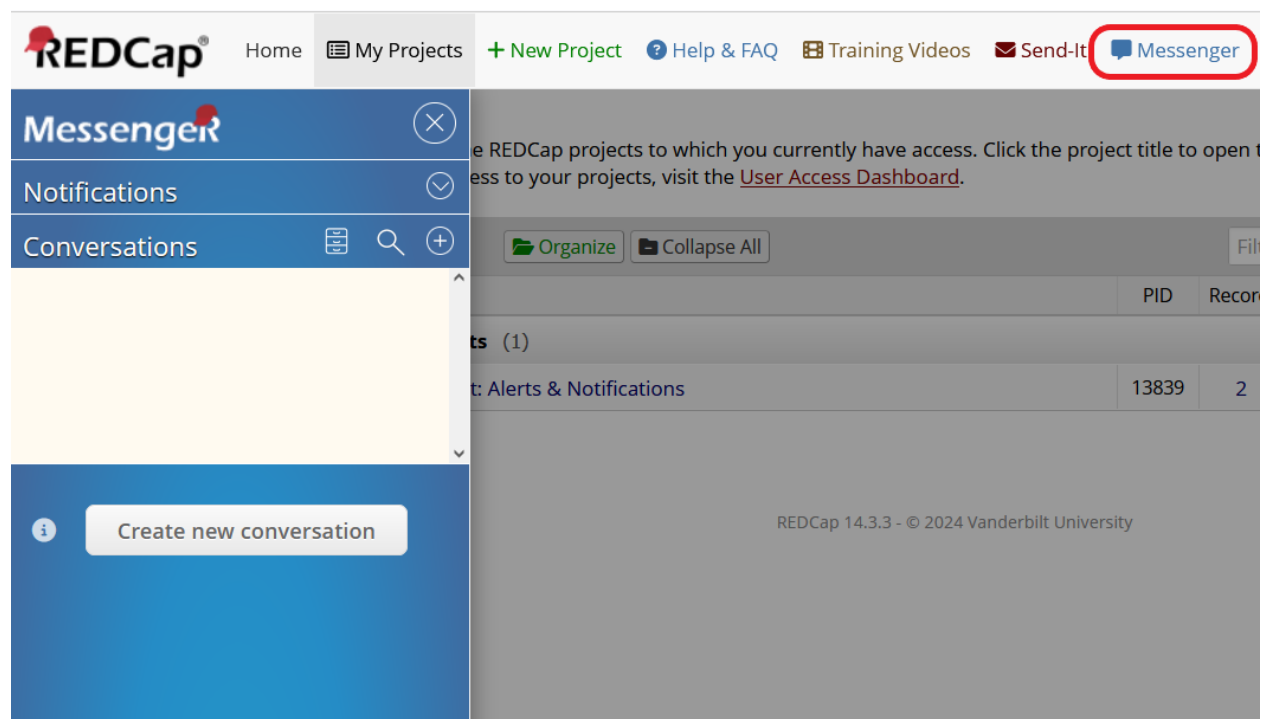 REDCap® Home My Projects + New Project Help & FAQ Training Videos Send-It Messenger
MessengeR
e REDCap projects to which you currently have access. Click the project title to open t
Notifications
ess to your projects, visit the User Access Dashboard.
Conversations
Organize Collapse All Filt
PID Recor
ts (1)
t: Alerts & Notifications 13839 2
Create new conversation
REDCap 14.3.3 - © 2024 Vanderbilt University